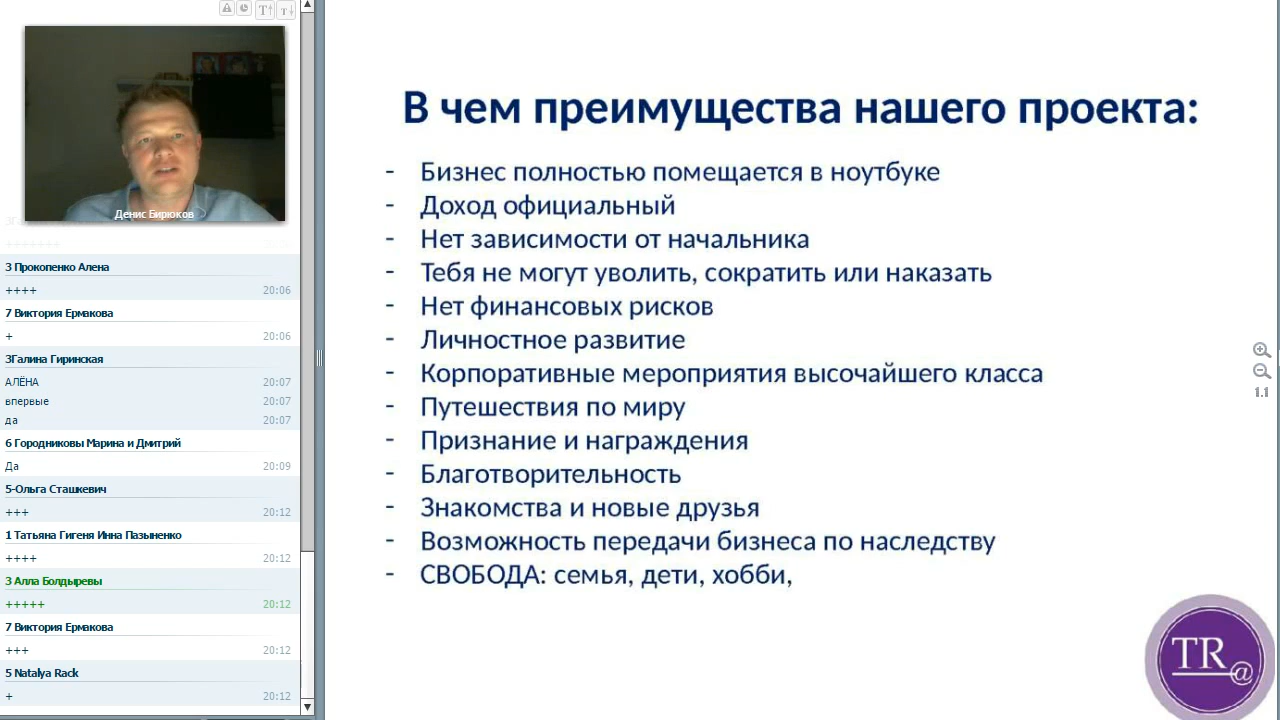 Денис Бирюков
3 Прокопенко Алена
++++ 20:06
7 Виктория Ермакова
+ 20:06
3Галина Гиринская
АЛЁНА 20:07
впервые 20:07
да 20:07
6 Городниковы Марина и Дмитрий
Да 20:09
5-Ольга Сташкевич
+++ 20:12
1 Татьяна Гигеня Инна Пазыненко
++++ 20:12
3 Алла Болдыревы
+++++ 20:12
7 Виктория Ермакова
+++ 20:12
5 Natalya Rack
+ 20:12
В чем преимущества нашего проекта:
- Бизнес полностью помещается в ноутбуке
- Доход официальный
- Нет зависимости от начальника
- Тебя не могут уволить, сократить или наказать
- Нет финансовых рисков
- Личностное развитие
- Корпоративные мероприятия высочайшего класса
- Путешествия по миру
- Признание и награждения
- Благотворительность
- Знакомства и новые друзья
- Возможность передачи бизнеса по наследству
- СВОБОДА: семья, дети, хобби,
1.1
TR@